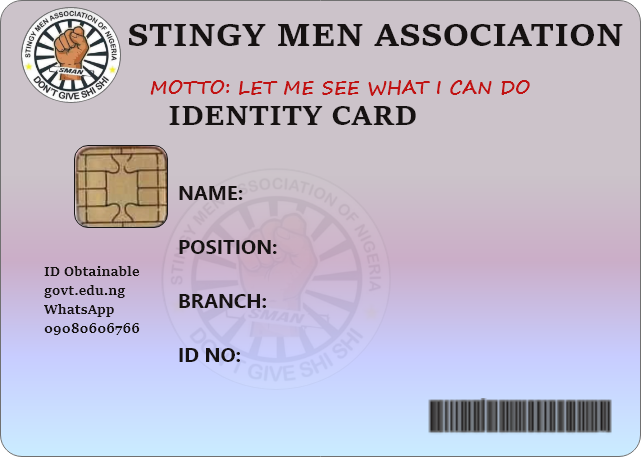 STINGY MEN ASSOCIATION OF NIGERIA
SMAN
DON'T GIVE SHI SHI
STINGY MEN ASSOCIATION
MOTTO: LET ME SEE WHAT I CAN DO
IDENTITY CARD
NAME:
POSITION:
BRANCH:
ID NO:
ID Obtainable
govt.edu.ng
WhatsApp
09080606766
STINGY MEN ASSOCIATION OF NIGERIA
SMAN
DON'T GIVE SHI SHI